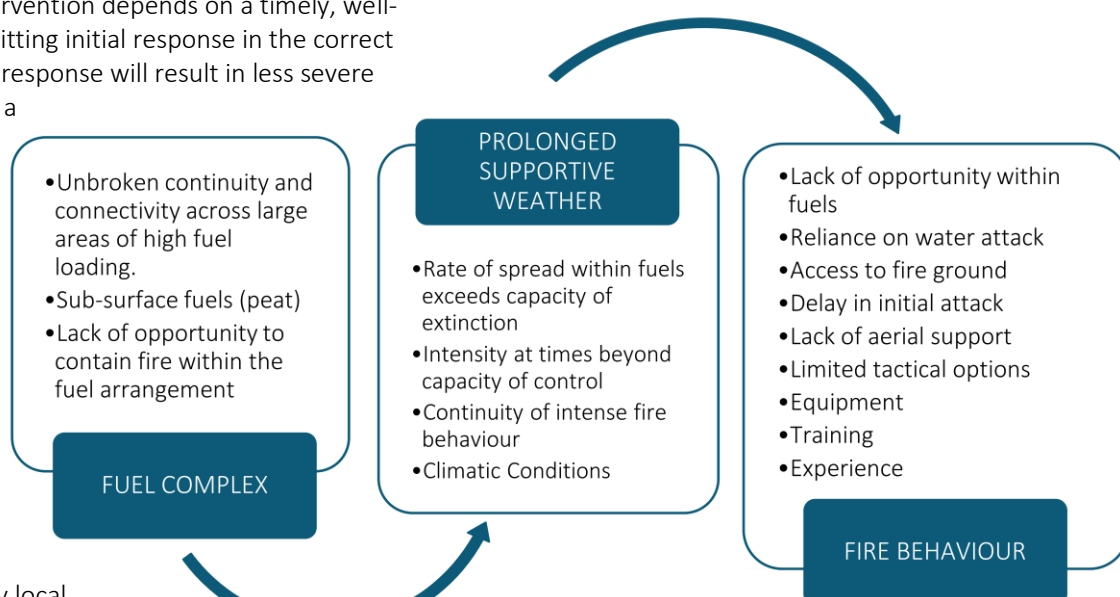 rvention depends on a timely, well-
itting initial response in the correct
response will result in less severe
a
•Unbroken continuity and
connectivity across large
areas of high fuel
loading.
•Sub-surface fuels (peat)
•Lack of opportunity to
contain fire within the
fuel arrangement
FUEL COMPLEX
PROLONGED
SUPPORTIVE
WEATHER
•Rate of spread within fuels
exceeds capacity of
extinction
•Intensity at times beyond
capacity of control
•Continuity of intense fire
behaviour
•Climatic Conditions
•Lack of opportunity within
fuels
•Reliance on water attack
•Access to fire ground
•Delay in initial attack
•Lack of aerial support
•Limited tactical options
•Equipment
•Training
•Experience
FIRE BEHAVIOUR
y local